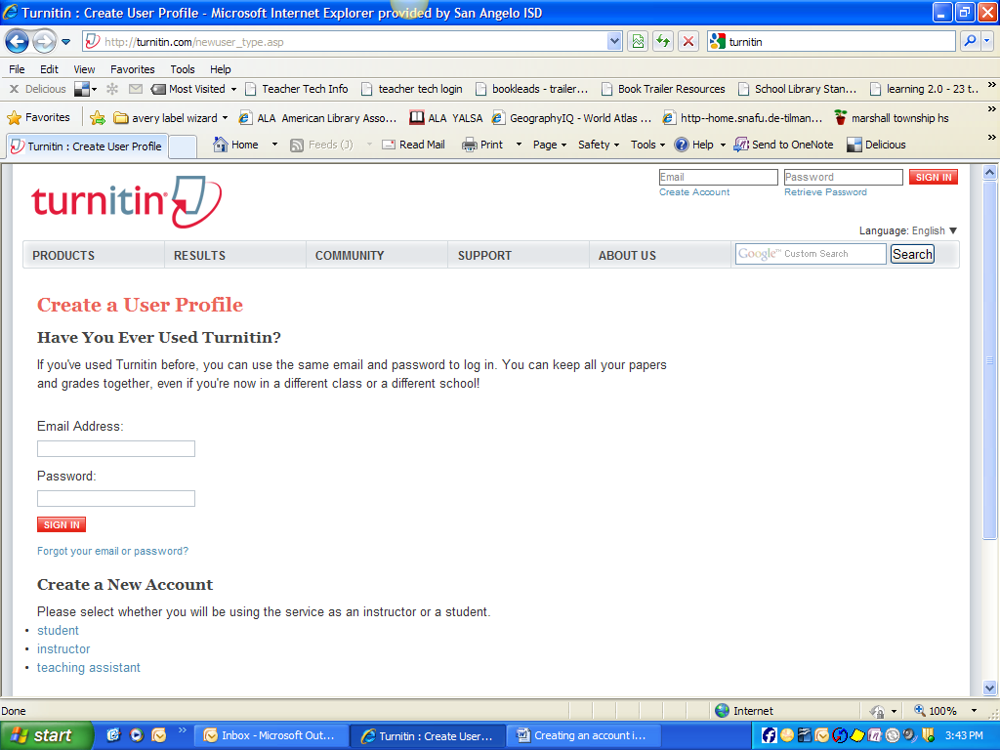 Turnitin : Create User Profile - Microsoft Internet Explorer provided by San Angelo ISD
http://turnitin.com/newuser_type.asp
turnitin
File Edit View Favorites Tools Help
Delicious Most Visited Teacher Tech Info teacher tech login bookleads - trailer... Book Trailer Resources School Library Stan... learning 2.0 - 23 t... »
Favorites avery label wizard ALA American Library Asso... ALA YALSA GeographyIQ - World Atlas ... http--home.snafu.de-tilman... marshall township hs »
Turnitin : Create User Profile Home Feeds (J) Read Mail Print Page Safety Tools Help Send to OneNote Delicious »
turnitin
Email Password SIGN IN
Create Account Retrieve Password
Language: English ▼
PRODUCTS RESULTS COMMUNITY SUPPORT ABOUT US Google™ Custom Search Search
Create a User Profile
Have You Ever Used Turnitin?
If you've used Turnitin before, you can use the same email and password to log in. You can keep all your papers
and grades together, even if you're now in a different class or a different school!
Email Address:
Password:
SIGN IN
Forgot your email or password?
Create a New Account
Please select whether you will be using the service as an instructor or a student.
• student
• instructor
• teaching assistant
Done Internet 100%
start » Inbox - Microsoft Out... Turnitin : Create User... Creating an account i... 3:43 PM